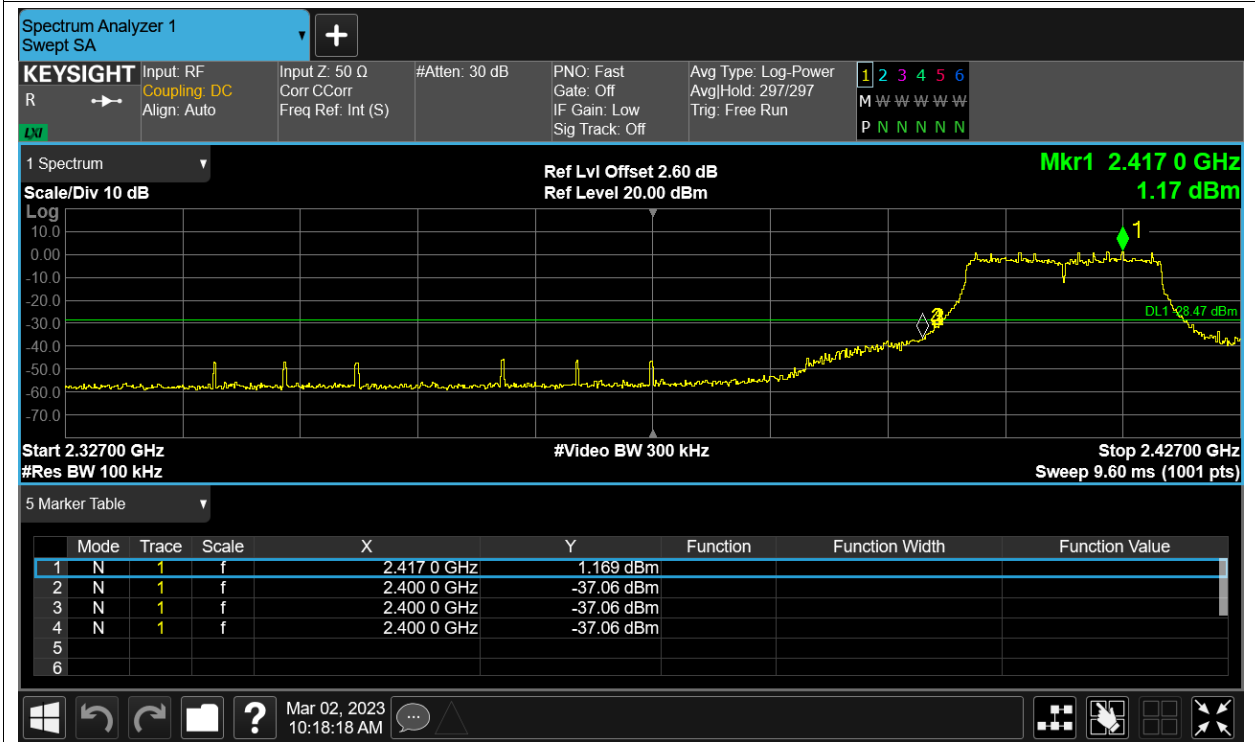 Spectrum Analyzer 1
Swept SA
+
KEYSIGHT
R
LXI
Input: RF
Coupling: DC
Align: Auto
Input Z: 50 Ω
Corr CCorr
Freq Ref: Int (S)
#Atten: 30 dB
PNO: Fast
Gate: Off
IF Gain: Low
Sig Track: Off
Avg Type: Log-Power
Avg|Hold: 297/297
Trig: Free Run
1 2 3 4 5 6
M W W W W W
P N N N N N
1 Spectrum
Scale/Div 10 dB
Ref Lvl Offset 2.60 dB
Ref Level 20.00 dBm
Mkr1 2.417 0 GHz
1.17 dBm
Log
10.0
0.00
-10.0
-20.0
-30.0
-40.0
-50.0
-60.0
-70.0
1
DL1 -28.47 dBm
Start 2.32700 GHz
#Res BW 100 kHz
#Video BW 300 kHz
Stop 2.42700 GHz
Sweep 9.60 ms (1001 pts)
5 Marker Table
Mode Trace Scale X Y Function Function Width Function Value
1 N 1 f 2.417 0 GHz 1.169 dBm
2 N 1 f 2.400 0 GHz -37.06 dBm
3 N 1 f 2.400 0 GHz -37.06 dBm
4 N 1 f 2.400 0 GHz -37.06 dBm
5
6
?
Mar 02, 2023
10:18:18 AM